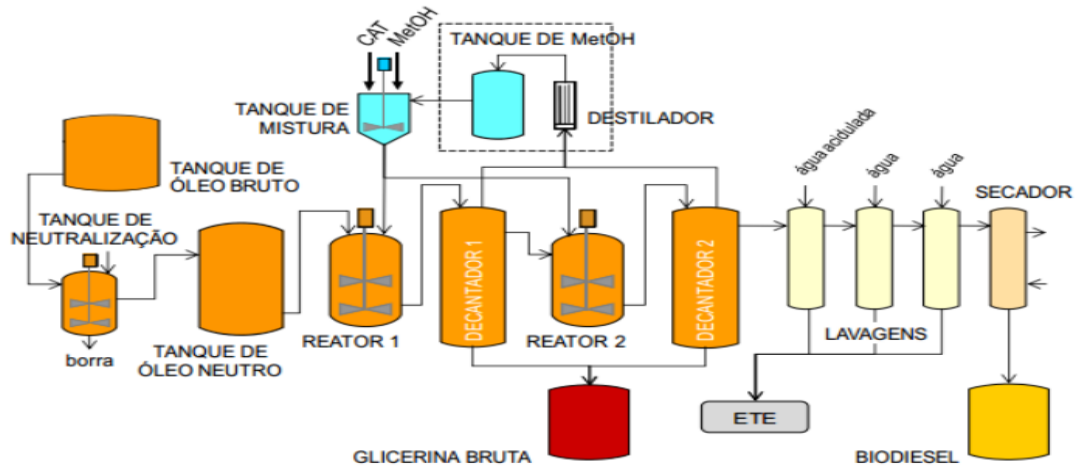 CAT
MetOH
TANQUE DE MetOH
TANQUE DE
MISTURA
DESTILADOR
TANQUE DE
ÓLEO BRUTO
água acidulada
água
água
SECADOR
TANQUE DE
NEUTRALIZAÇÃO
DECANTADOR 1
DECANTADOR 2
borra
TANQUE DE
ÓLEO NEUTRO
REATOR 1
REATOR 2
LAVAGENS
ETE
GLICERINA BRUTA
BIODIESEL